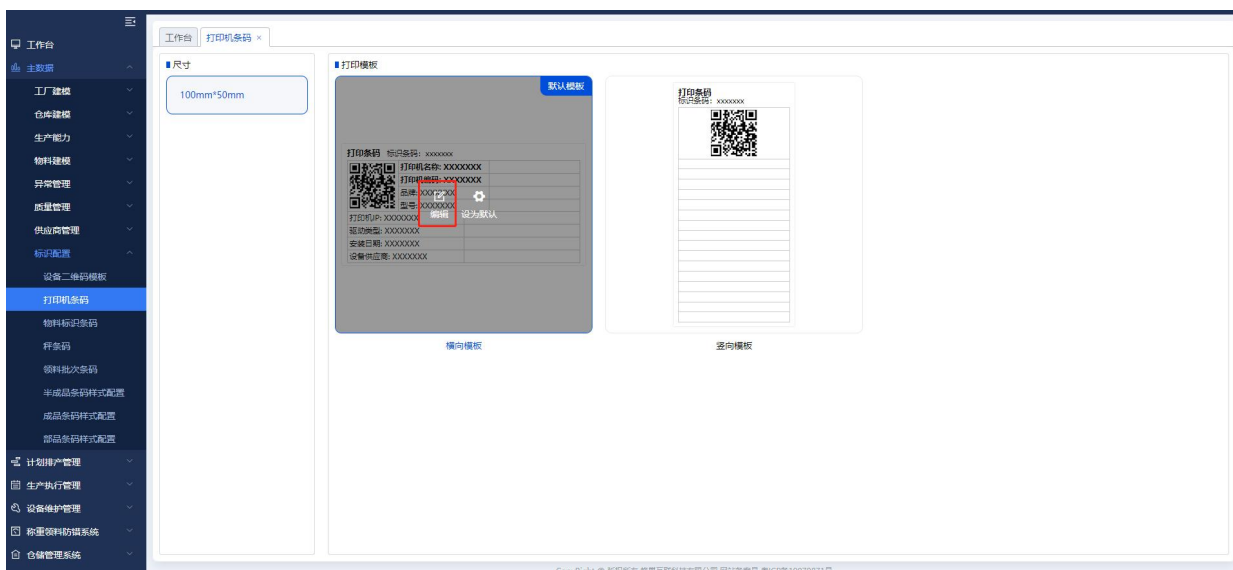 工作台
主数据
工厂建模
仓库建模
生产能力
物料建模
异常管理
质量管理
供应商管理
标识配置
设备二维码模板
打印机条码
物料标识条码
秤条码
领料批次条码
半成品条码样式配置
成品条码样式配置
部品条码样式配置
计划排产管理
生产执行管理
设备维护管理
称重领料防错系统
仓储管理系统
工作台 打印机条码 ×
尺寸
100mm*50mm
打印模板
默认模板
打印条码 标识条码: xxxxxxx
打印机名称: XXXXXXX
打印机编码: XXXXXXX
品牌: XXXXXXX
型号: XXXXXXX
打印机IP: XXXXXXX
驱动类型: XXXXXXX
安装日期: XXXXXXX
设备供应商: XXXXXXX
编辑 设为默认
横向模板
打印条码
标识条码: xxxxxxx
竖向模板